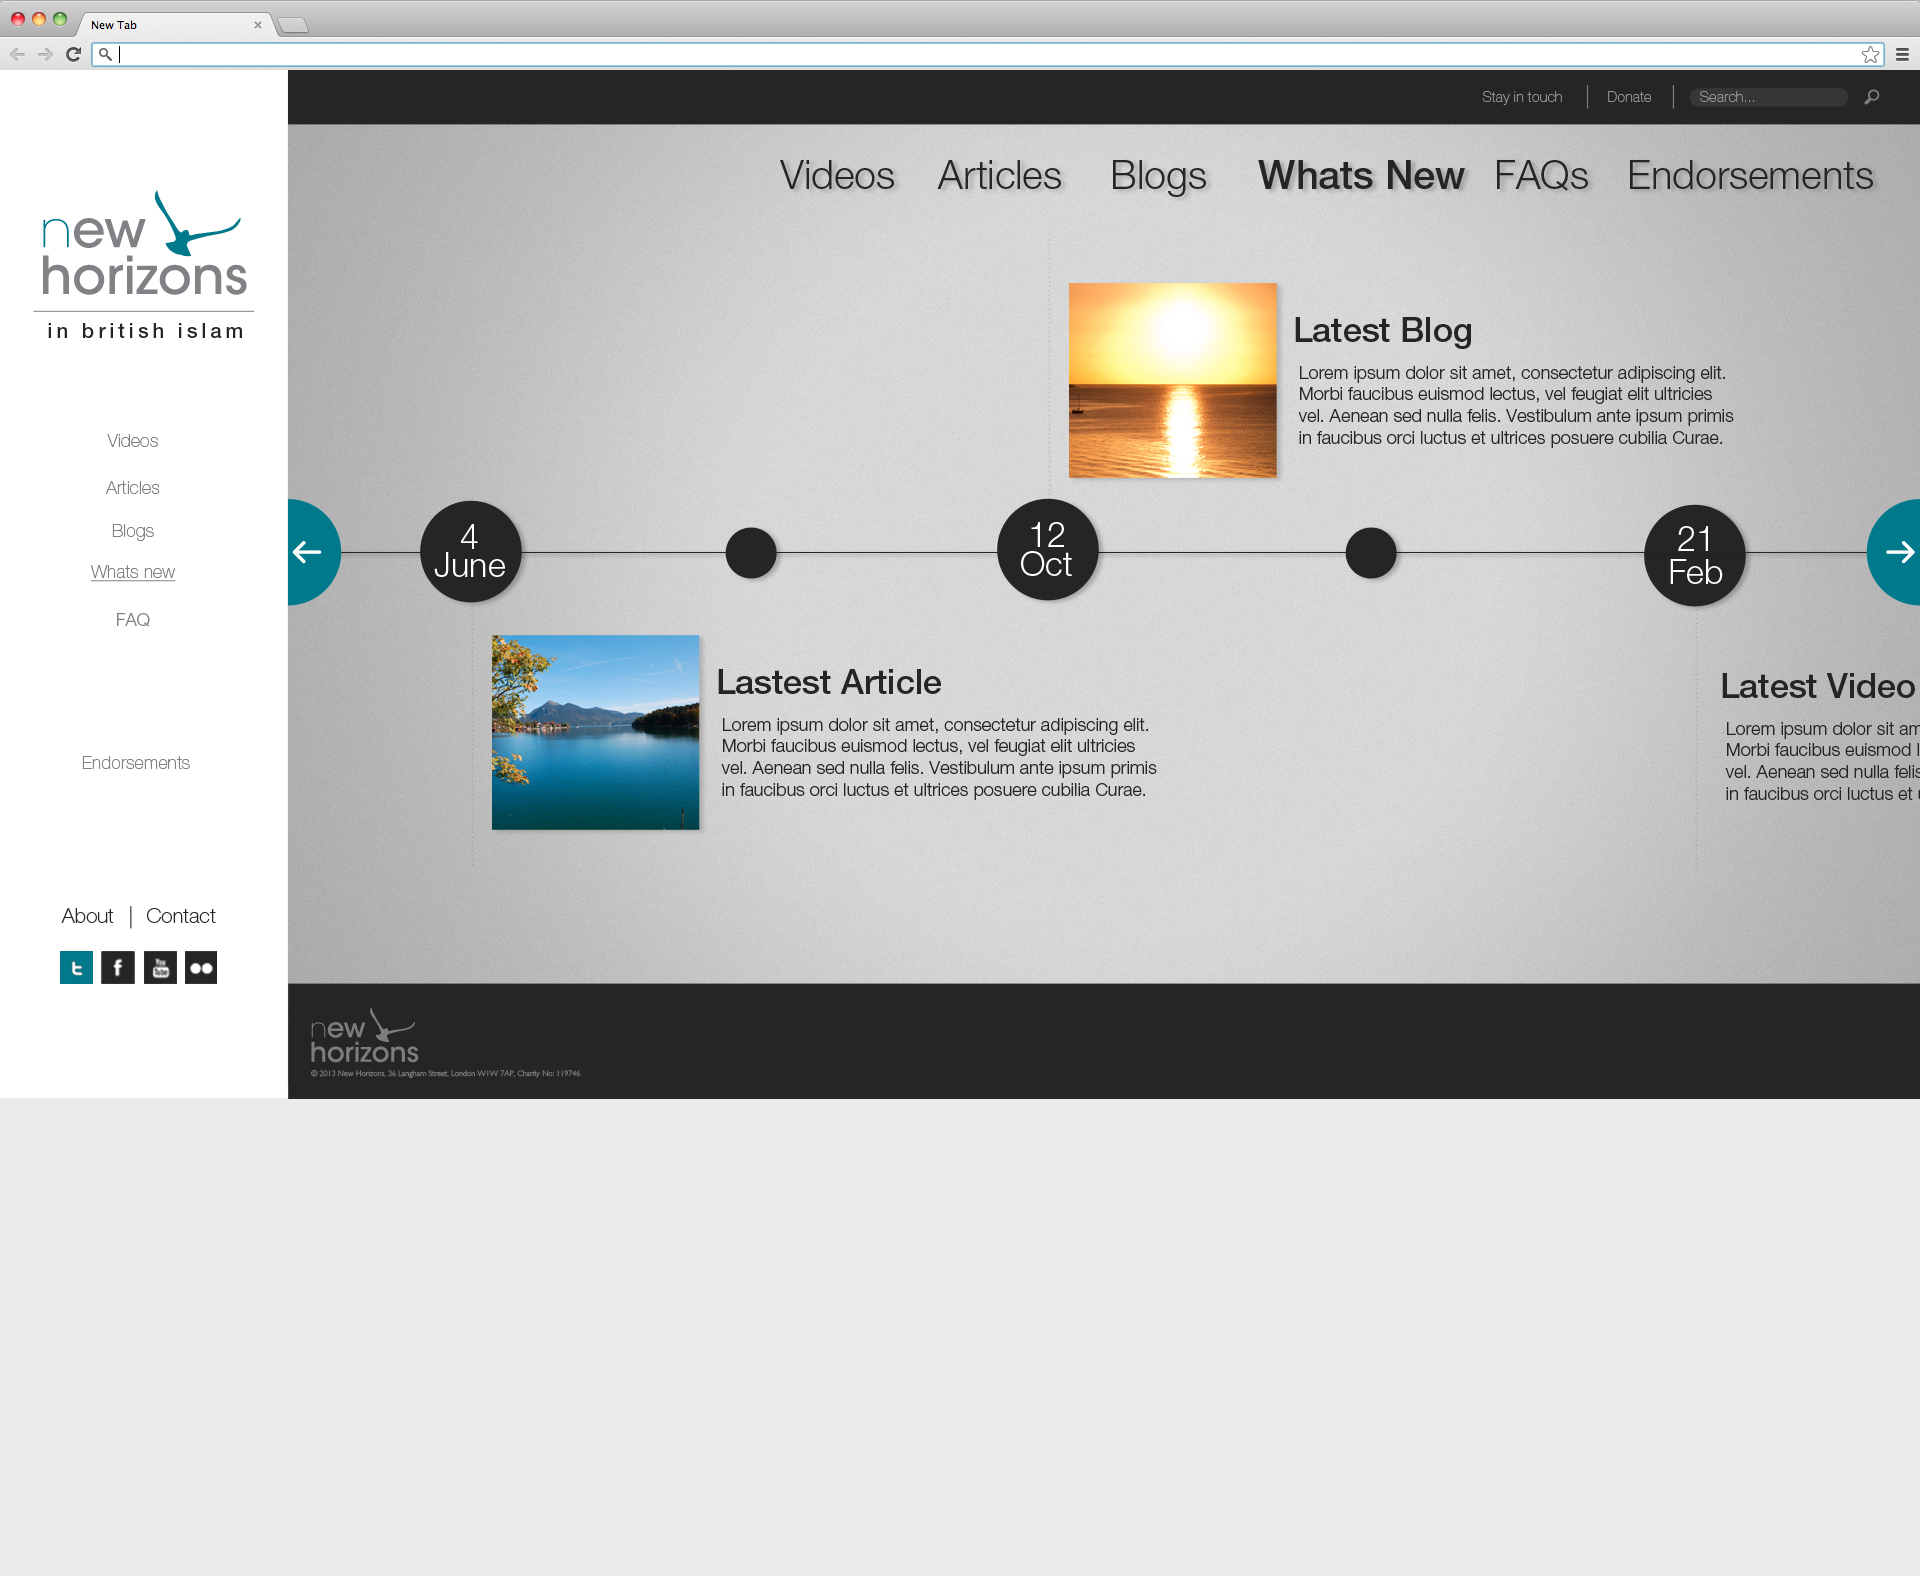 New Tab
Stay in touch | Donate | Search...
new
horizons
in british islam
Videos
Articles
Blogs
Whats new
FAQ
Endorsements
About | Contact
You
Tube
Videos Articles Blogs Whats New FAQs Endorsements
Latest Blog
Lorem ipsum dolor sit amet, consectetur adipiscing elit.
Morbi faucibus euismod lectus, vel feugiat elit ultricies
vel. Aenean sed nulla felis. Vestibulum ante ipsum primis
in faucibus orci luctus et ultrices posuere cubilia Curae.
4
June
12
Oct
21
Feb
Lastest Article
Lorem ipsum dolor sit amet, consectetur adipiscing elit.
Morbi faucibus euismod lectus, vel feugiat elit ultricies
vel. Aenean sed nulla felis. Vestibulum ante ipsum primis
in faucibus orci luctus et ultrices posuere cubilia Curae.
Latest Video
Lorem ipsum dolor sit am
Morbi faucibus euismod l
vel. Aenean sed nulla felis
in faucibus orci luctus et
new
horizons
© 2013 New Horizons, 36 Langham Street, London W1W 7AP, Charity No: 119746